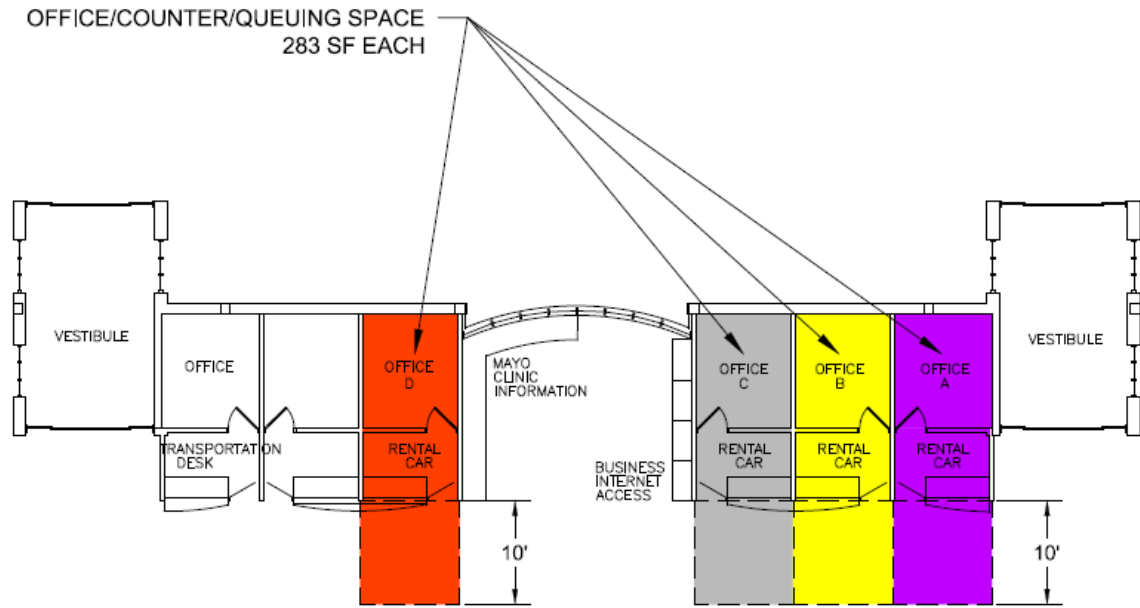 OFFICE/COUNTER/QUEUING SPACE
283 SF EACH
VESTIBULE
OFFICE
OFFICE
D
MAYO
CLINIC
INFORMATION
OFFICE
C
OFFICE
B
OFFICE
A
VESTIBULE
TRANSPORTATION
DESK
RENTAL
CAR
BUSINESS
INTERNET
ACCESS
RENTAL
CAR
RENTAL
CAR
RENTAL
CAR
10'
10'